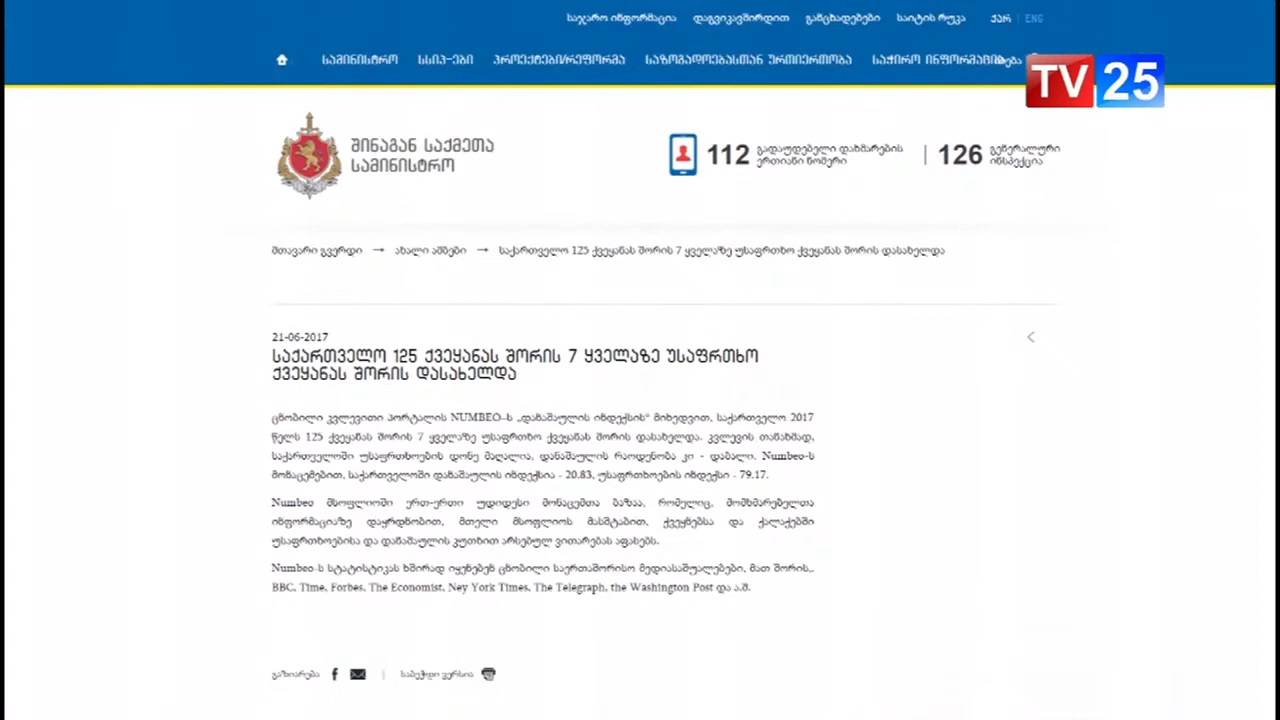 საჯარო ინფორმაცია დაგვიკავშირდით განცხადებები საიტის რუკა ქარ | ENG
სამინისტრო სსიპ-ები პროექტები/რეფორმა საზოგადოებასთან ურთიერთობა საჭირო ინფორმაცია
TV 25
შინაგან საქმეთა
სამინისტრო
112 გადაუდებელი დახმარების
ერთიანი ნომერი
| 126 გენერალური
ინსპექცია
მთავარი გვერდი → ახალი ამბები → საქართველო 125 ქვეყანას შორის 7 ყველაზე უსაფრთხო ქვეყანას შორის დასახელდა
21-06-2017
საქართველო 125 ქვეყანას შორის 7 ყველაზე უსაფრთხო
ქვეყანას შორის დასახელდა
ცნობილი კვლევითი პორტალის NUMBEO-ს „დანაშაულის ინდექსის“ მიხედვით, საქართველო 2017
წელს 125 ქვეყანას შორის 7 ყველაზე უსაფრთხო ქვეყანას შორის დასახელდა. კვლევის თანახმად,
საქართველოში უსაფრთხოების დონე მაღალია, დანაშაულის რაოდენობა კი - დაბალი. Numbeo-ს
მონაცემებით, საქართველოში დანაშაულის ინდექსია - 20.83, უსაფრთხოების ინდექსი - 79.17.
Numbeo მსოფლიოში ერთ-ერთი უდიდესი მონაცემთა ბაზაა, რომელიც, მომხმარებელთა
ინფორმაციაზე დაყრდნობით, მთელი მსოფლიოს მასშტაბით, ქვეყნებსა და ქალაქებში
უსაფრთხოებისა და დანაშაულის კუთხით არსებულ ვითარებას აფასებს.
Numbeo-ს სტატისტიკას ხშირად იყენებენ ცნობილი საერთაშორისო მედიასაშუალებები, მათ შორის,.
BBC, Time, Forbes, The Economist, Ney York Times, The Telegraph, the Washington Post და ა.შ.
გაზიარება | საბეჭდი ვერსია